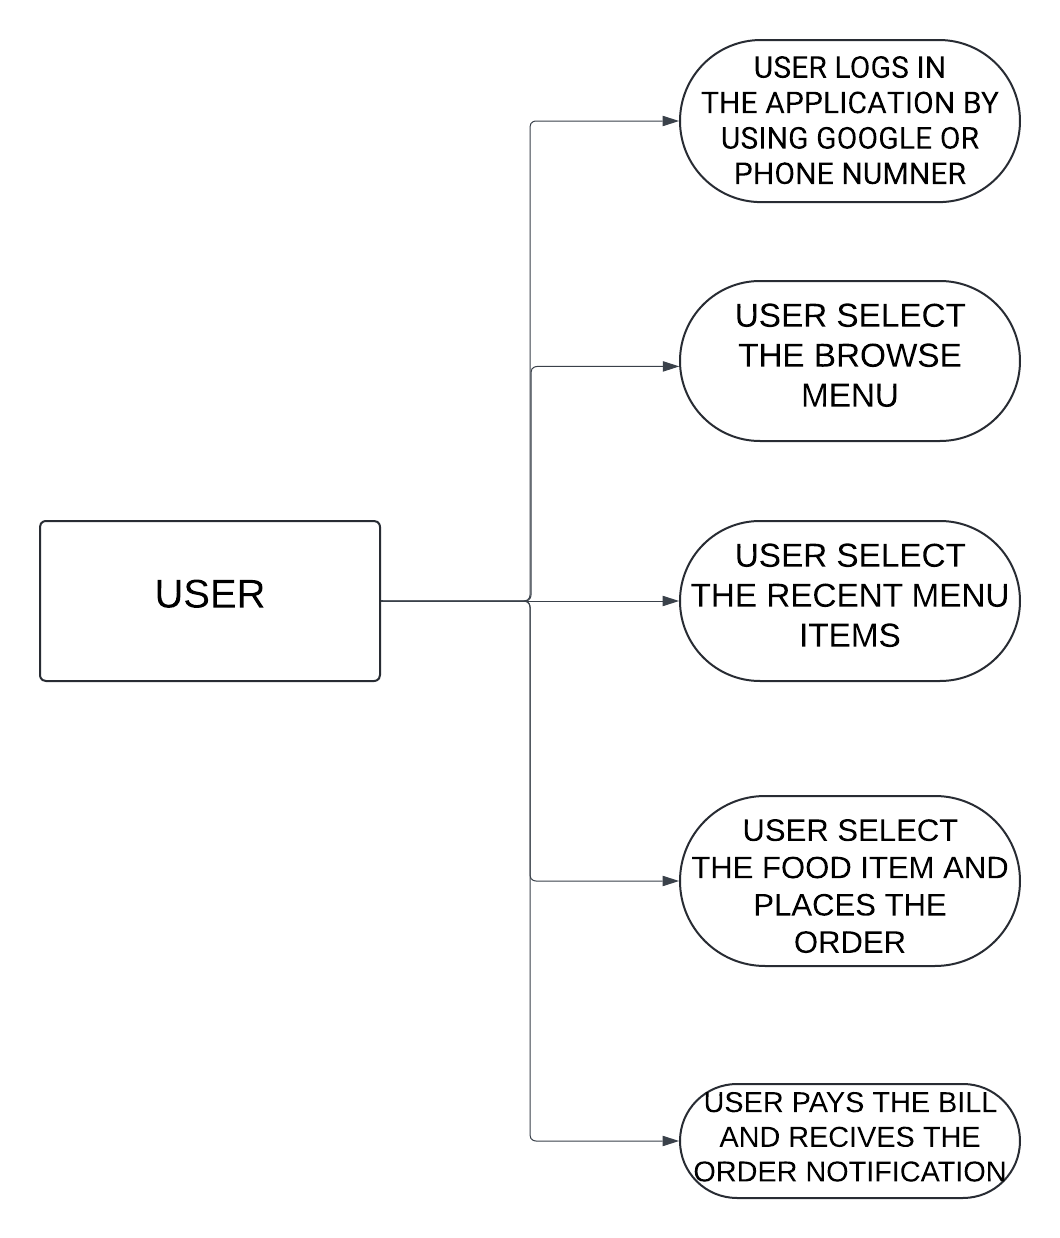 USER LOGS IN
THE APPLICATION BY
USING GOOGLE OR
PHONE NUMNER
USER SELECT
THE BROWSE
MENU
USER
USER SELECT
THE RECENT MENU
ITEMS
USER SELECT
THE FOOD ITEM AND
PLACES THE
ORDER
USER PAYS THE BILL
AND RECIVES THE
ORDER NOTIFICATION